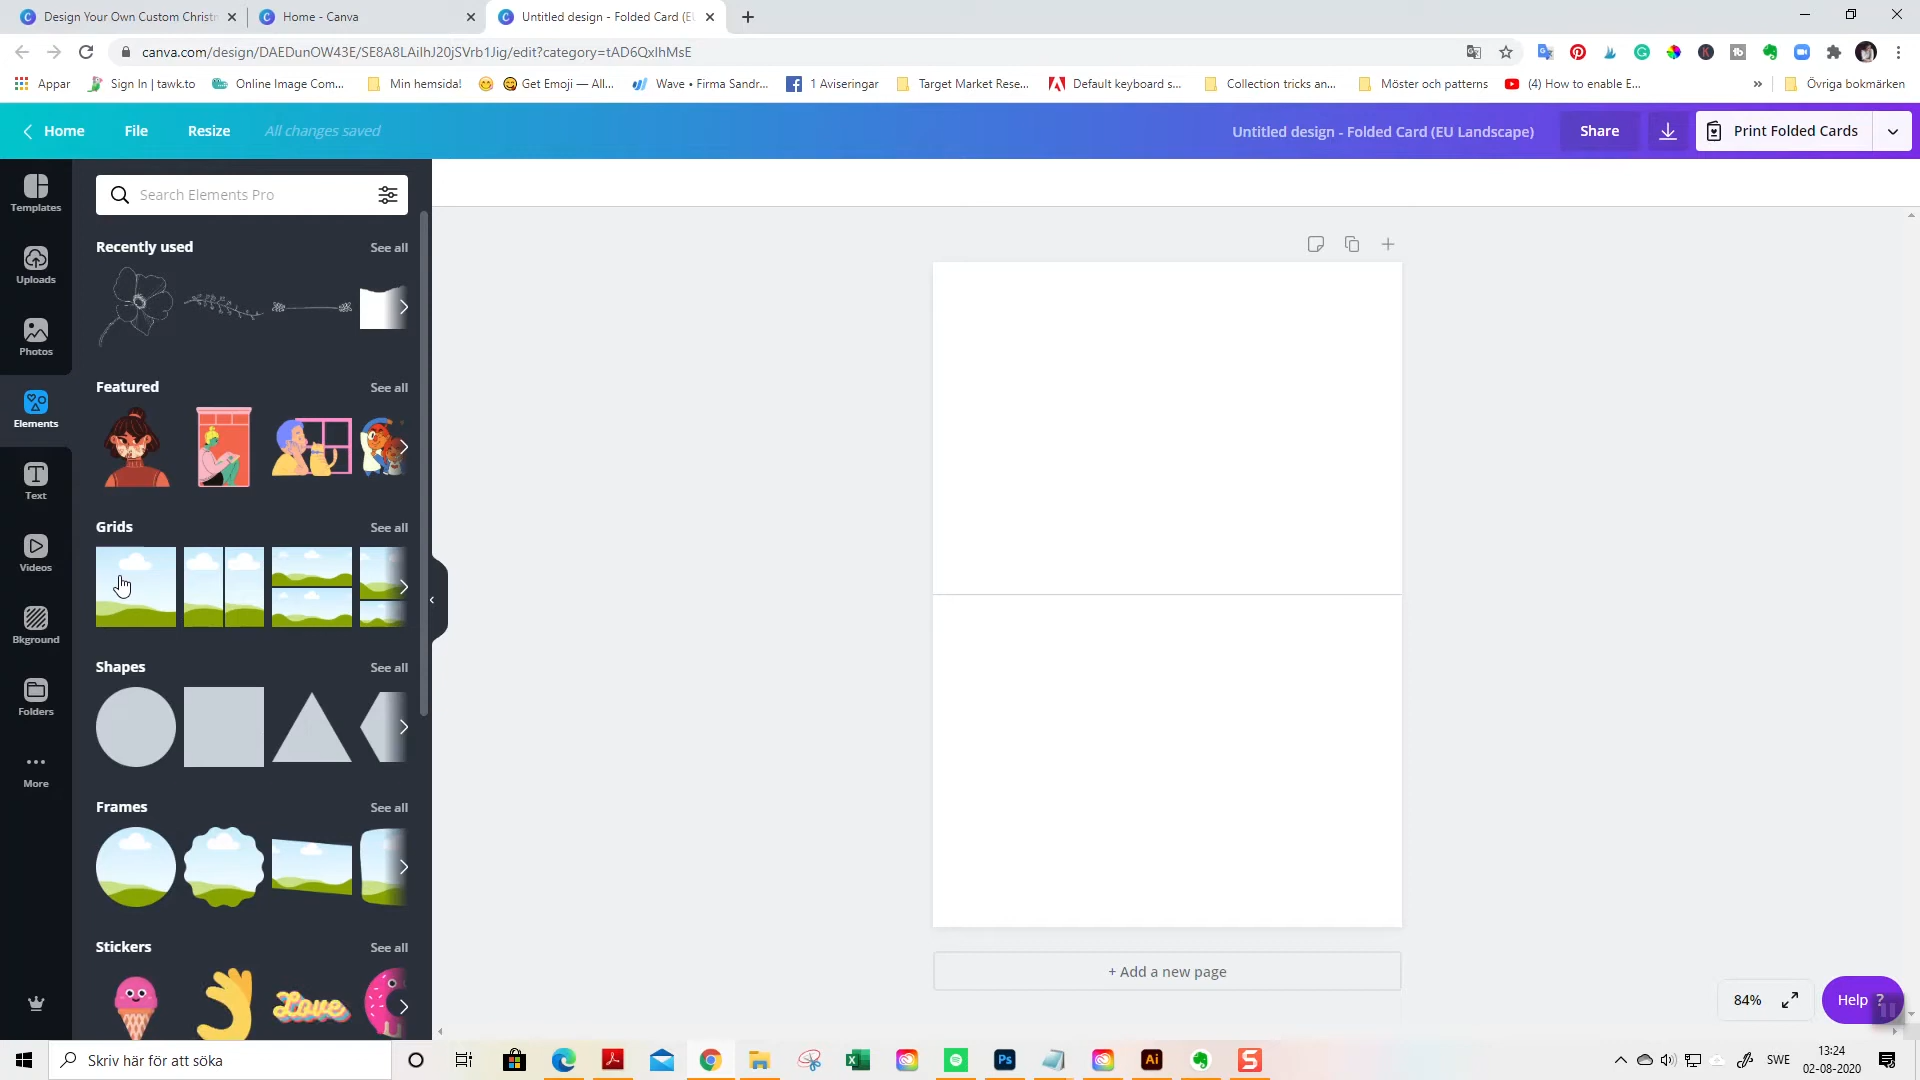 Design Your Own Custom Christm
Home - Canva
Untitled design - Folded Card (EU
canva.com/design/DAEDunOW43E/SE8A8LAiIhJ20jSVrb1Jig/edit?category=tAD6QxIhMsE
Appar
Sign In | tawk.to
Online Image Com...
Min hemsida!
Get Emoji — All...
Wave • Firma Sandr...
1 Aviseringar
Target Market Rese...
Default keyboard s...
Collection tricks an...
Möster och patterns
(4) How to enable E...
»
Övriga bokmärken
Home
File
Resize
All changes saved
Untitled design - Folded Card (EU Landscape)
Share
Print Folded Cards
Templates
Uploads
Photos
Elements
Text
Videos
Bkground
Folders
More
Search Elements Pro
Recently used
See all
Featured
See all
Grids
See all
Shapes
See all
Frames
See all
Stickers
See all
Love
+ Add a new page
84%
Help ?
Skriv här för att söka
SWE
13:24
02-08-2020